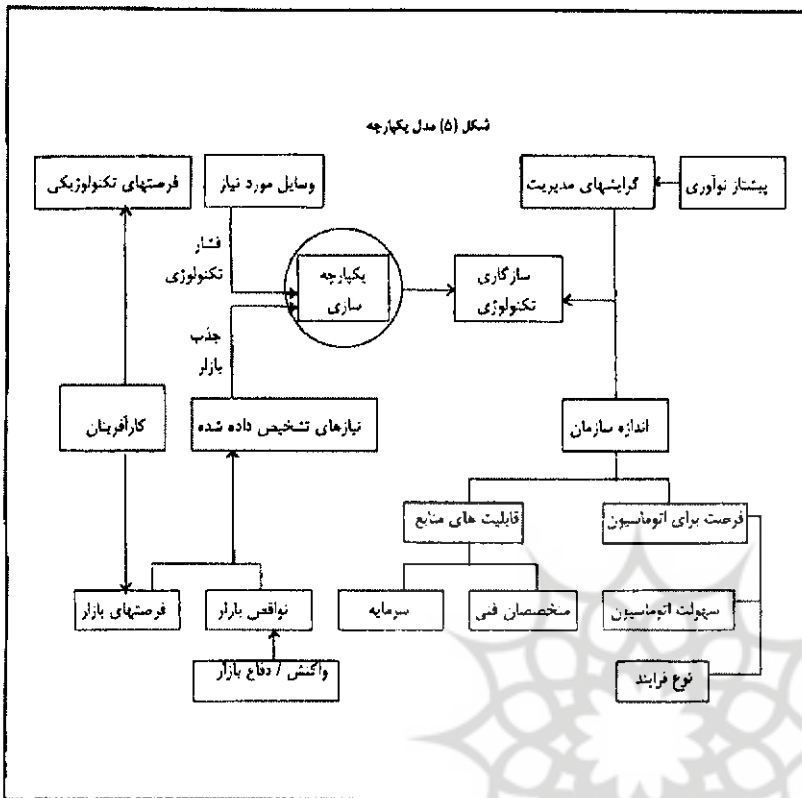 شکل (۵) مدل یکپارچه
پیشتاز نوآوری
گرایشهای مدیریت
وسایل مورد نیاز
فرصتهای تکنولوژیکی
فشار
تکنولوژی
یکپارچه
سازی
سازگاری
تکنولوژی
جذب
بازار
اندازه سازمان
نیازهای تشخیص داده شده
کارآفرینان
فرصت برای اتوماسیون
قابلیت های منابع
سهولت اتوماسیون
متخصصان فنی
سرمایه
نواقص بازار
فرصتهای بازار
نوع فرایند
واکنش / دفاع بازار